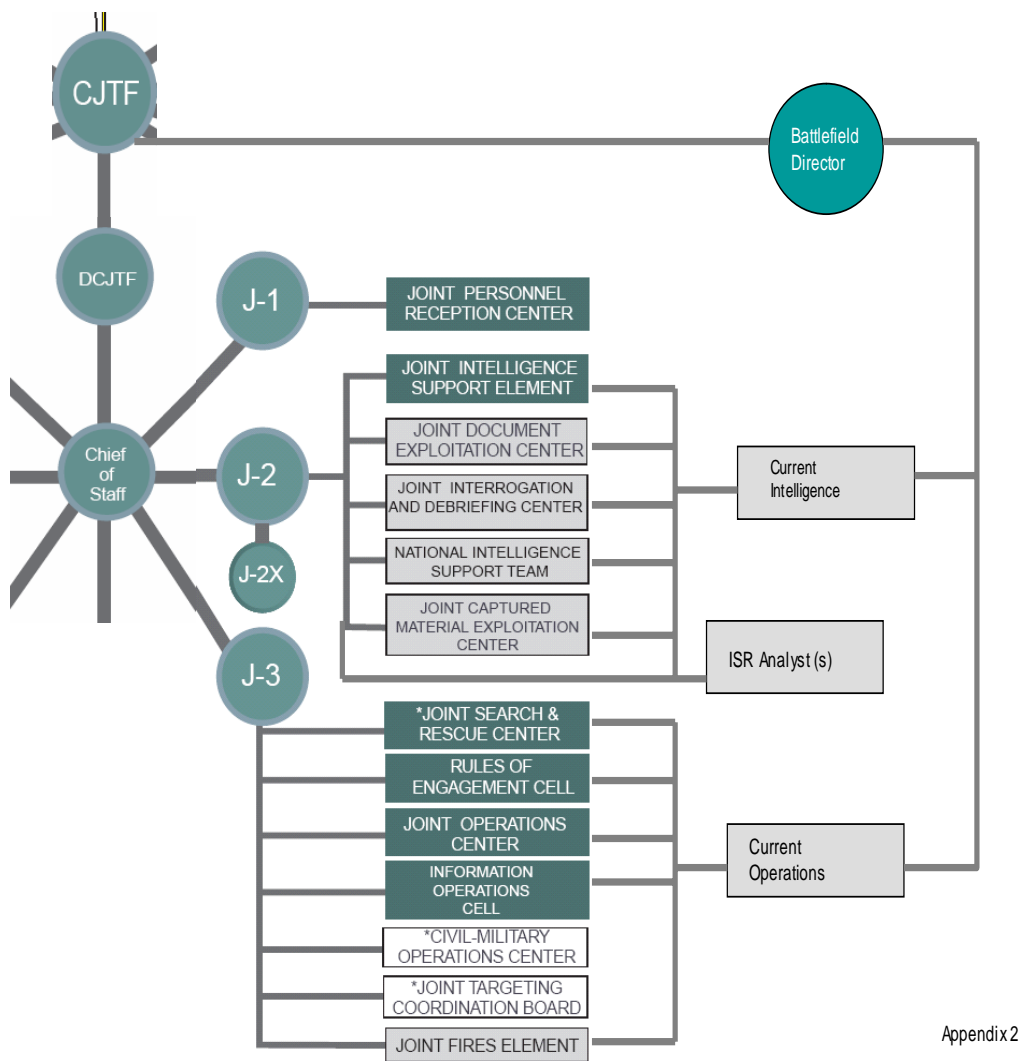 CJTF
Battlefield
Director
DCJTF
J-1
JOINT PERSONNEL
RECEPTION CENTER
JOINT INTELLIGENCE
SUPPORT ELEMENT
JOINT DOCUMENT
EXPLOITATION CENTER
Chief
of
Staff
J-2
JOINT INTERROGATION
AND DEBRIEFING CENTER
Current
Intelligence
J-2X
NATIONAL INTELLIGENCE
SUPPORT TEAM
JOINT CAPTURED
MATERIAL EXPLOITATION
CENTER
ISR Analyst (s)
J-3
*JOINT SEARCH &
RESCUE CENTER
RULES OF
ENGAGEMENT CELL
JOINT OPERATIONS
CENTER
Current
Operations
INFORMATION
OPERATIONS
CELL
*CIVIL-MILITARY
OPERATIONS CENTER
*JOINT TARGETING
COORDINATION BOARD
JOINT FIRES ELEMENT
Appendix 2